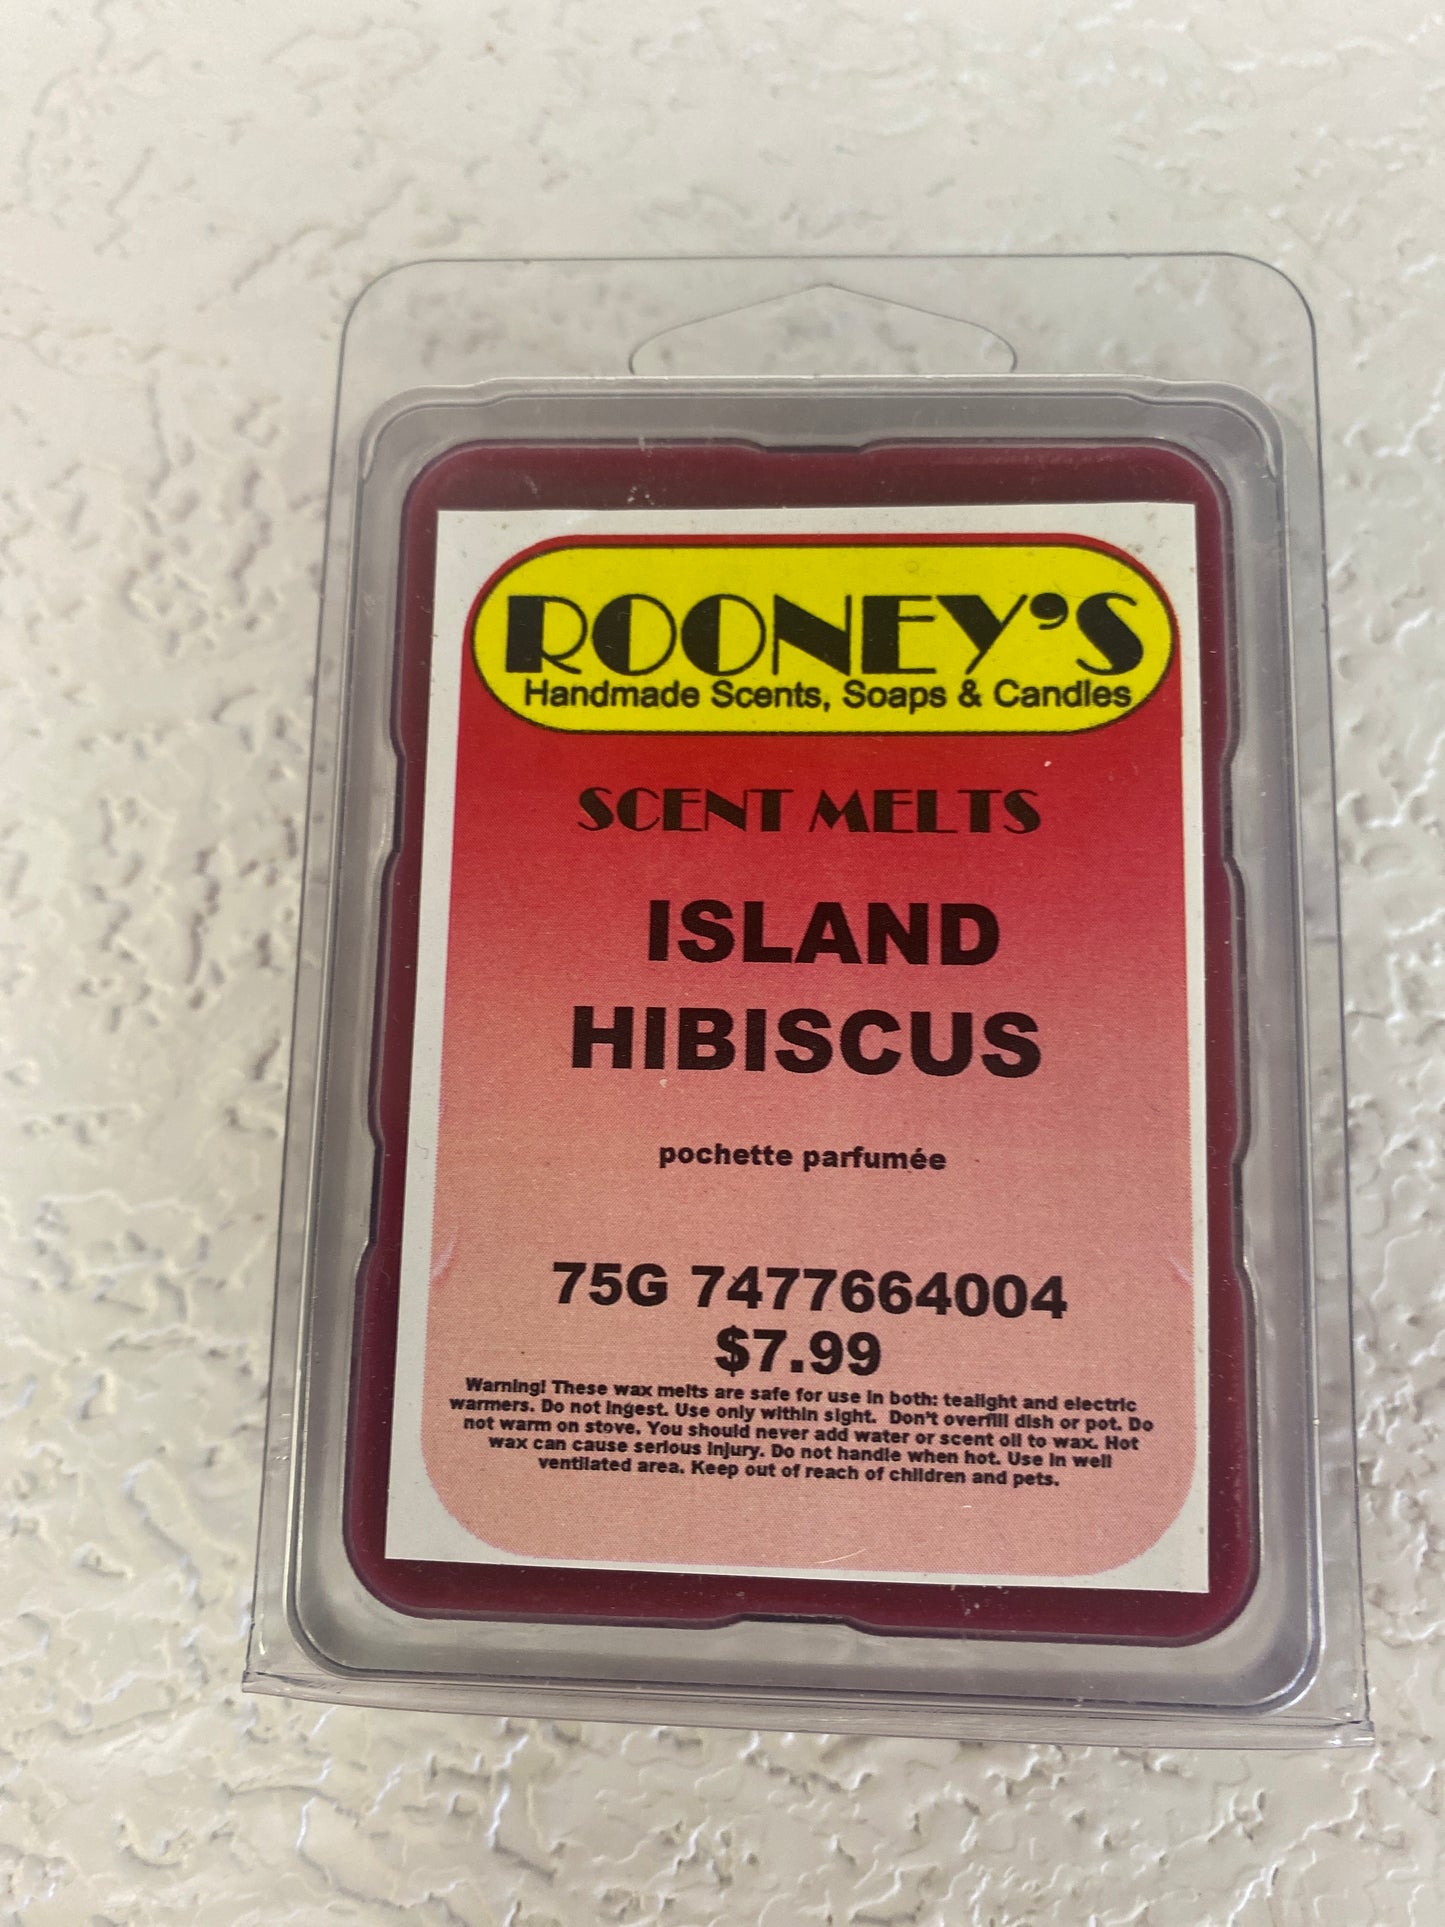 ROONEY'S
Handmade Scents, Soaps & Candles
SCENT MELTS
ISLAND
HIBISCUS
pochette parfumée
75G 7477664004
$7.99
Warning! These wax melts are safe for use in both: tealight and electric
warmers. Do not ingest. Use only within sight. Don't overfill dish or pot. Do
not warm on stove. You should never add water or scent oil to wax. Hot
wax can cause serious injury. Do not handle when hot. Use in well
ventilated area. Keep out of reach of children and pets.